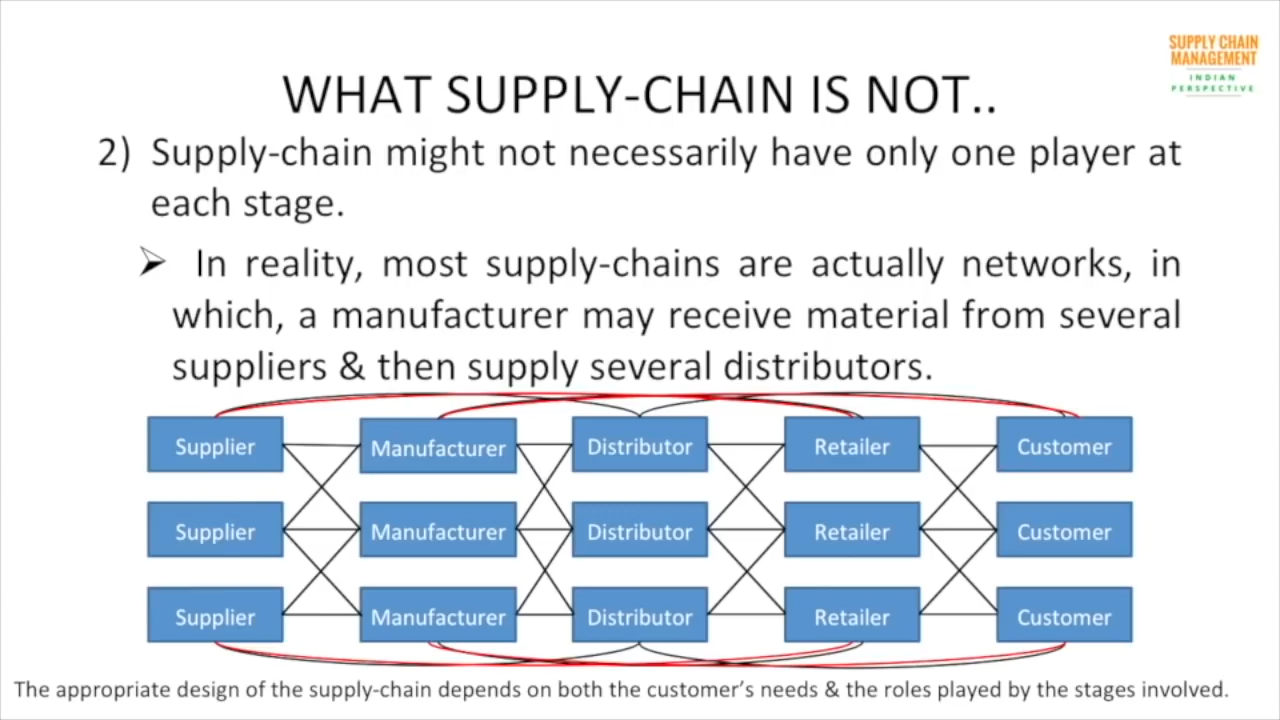 SUPPLY CHAIN
MANAGEMENT
INDIAN
PERSPECTIVE
WHAT SUPPLY-CHAIN IS NOT..
2) Supply-chain might not necessarily have only one player at
each stage.
➢ In reality, most supply-chains are actually networks, in
which, a manufacturer may receive material from several
suppliers & then supply several distributors.
Supplier Manufacturer Distributor Retailer Customer
Supplier Manufacturer Distributor Retailer Customer
Supplier Manufacturer Distributor Retailer Customer
The appropriate design of the supply-chain depends on both the customer’s needs & the roles played by the stages involved.